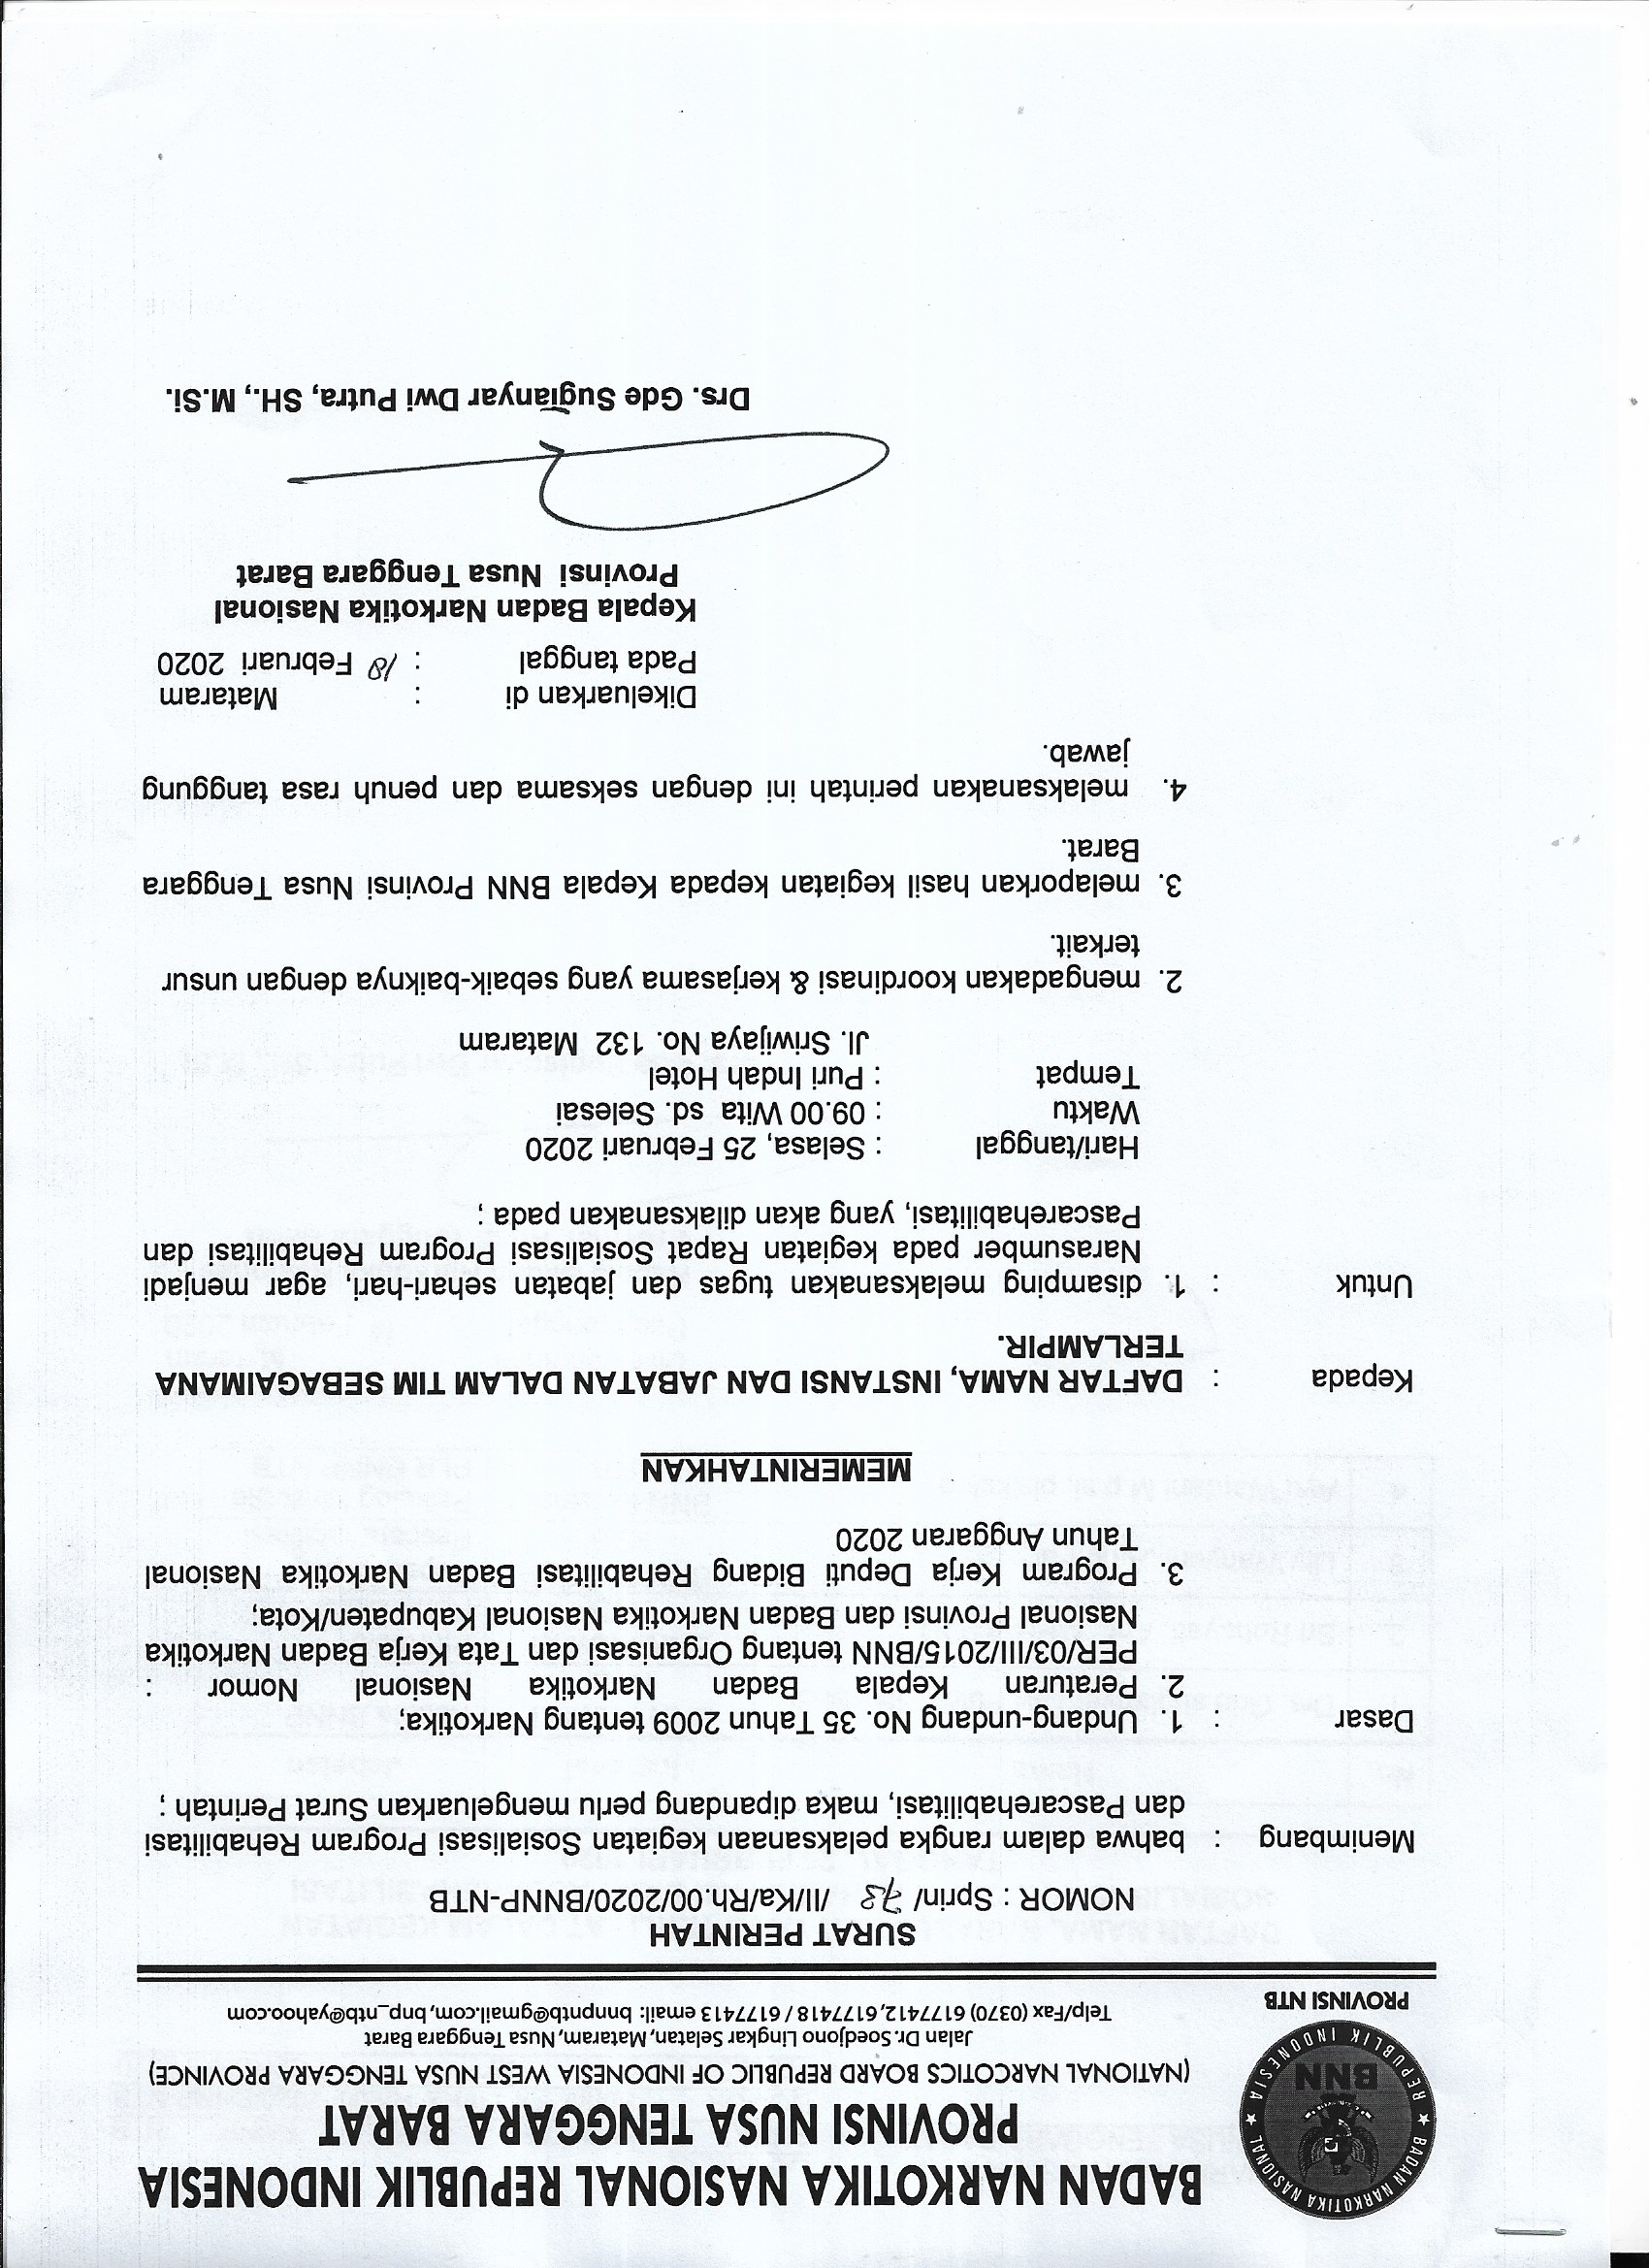 BADAN NARKOTIKA NASIONAL REPUBLIK INDONESIA
PROVINSI NUSA TENGGARA BARAT
(NATIONAL NARCOTICS BOARD REPUBLIC OF INDONESIA WEST NUSA TENGGARA PROVINCE)
Jalan Dr. Soedjono Lingkar Selatan, Mataram, Nusa Tenggara Barat
Telp/Fax (0370) 6177412, 6177418 / 6177413 email: bnnpntb@gmail.com, bnp_ntb@yahoo.com
BADAN NARKOTIKA NASIONAL
BNN
REPUBLIK INDONESIA
PROVINSI NTB
SURAT PERINTAH
NOMOR : Sprin/ 73 /II/Ka/Rh.00/2020/BNNP-NTB
Menimbang : bahwa dalam rangka pelaksanaan kegiatan Sosialisasi Program Rehabilitasi
dan Pascarehabilitasi, maka dipandang perlu mengeluarkan Surat Perintah ;
Dasar : 1. Undang-undang No. 35 Tahun 2009 tentang Narkotika;
2. Peraturan Kepala Badan Narkotika Nasional Nomor :
PER/03/III/2015/BNN tentang Organisasi dan Tata Kerja Badan Narkotika
Nasional Provinsi dan Badan Narkotika Nasional Kabupaten/Kota;
3. Program Kerja Deputi Bidang Rehabilitasi Badan Narkotika Nasional
Tahun Anggaran 2020
MEMERINTAHKAN
Kepada : DAFTAR NAMA, INSTANSI DAN JABATAN DALAM TIM SEBAGAIMANA
TERLAMPIR.
Untuk : 1. disamping melaksanakan tugas dan jabatan sehari-hari, agar menjadi
Narasumber pada kegiatan Rapat Sosialisasi Program Rehabilitasi dan
Pascarehabilitasi, yang akan dilaksanakan pada ;
Hari/tanggal : Selasa, 25 Februari 2020
Waktu : 09.00 Wita sd. Selesai
Tempat : Puri Indah Hotel
Jl. Sriwijaya No. 132 Mataram
2. mengadakan koordinasi & kerjasama yang sebaik-baiknya dengan unsur
terkait.
3. melaporkan hasil kegiatan kepada Kepala BNN Provinsi Nusa Tenggara
Barat.
4. melaksanakan perintah ini dengan seksama dan penuh rasa tanggung
jawab.
Dikeluarkan di : Mataram
Pada tanggal : 18 Februari 2020
Kepala Badan Narkotika Nasional
Provinsi Nusa Tenggara Barat
Drs. Gde Sugianyar Dwi Putra, SH., M.Si.